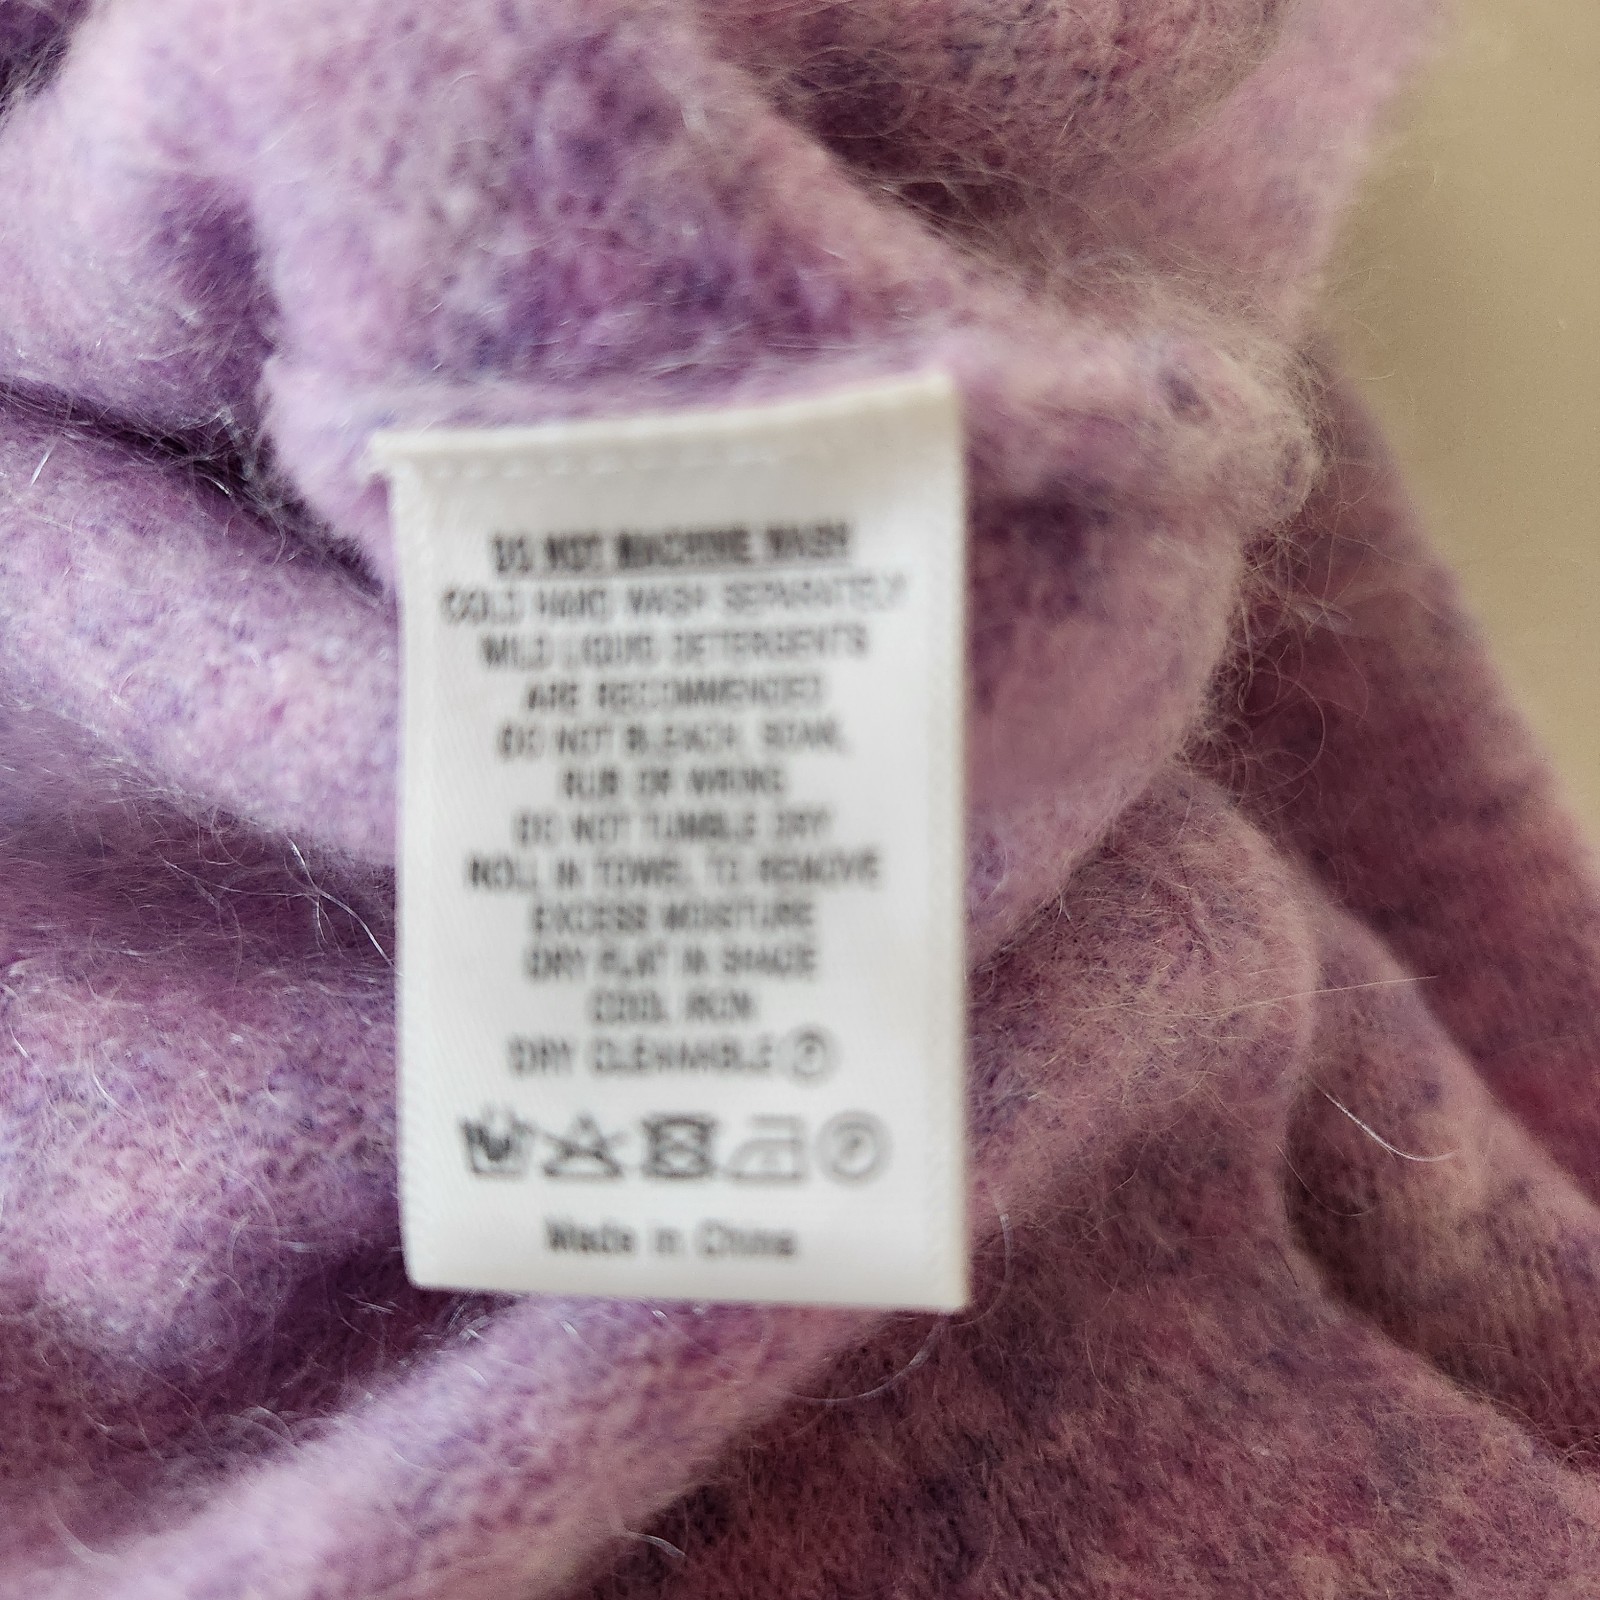 DO NOT MACHINE WASH
COLD HAND WASH SEPARATELY
MILD LIQUID DETERGENTS
ARE RECOMMENDED
DO NOT BLEACH, SOAK,
RUB OR WRING
DO NOT TUMBLE DRY
ROLL IN TOWEL TO REMOVE
EXCESS MOISTURE
DRY FLAT IN SHADE
COOL IRON
DRY CLEANABLE P
P
Made in China